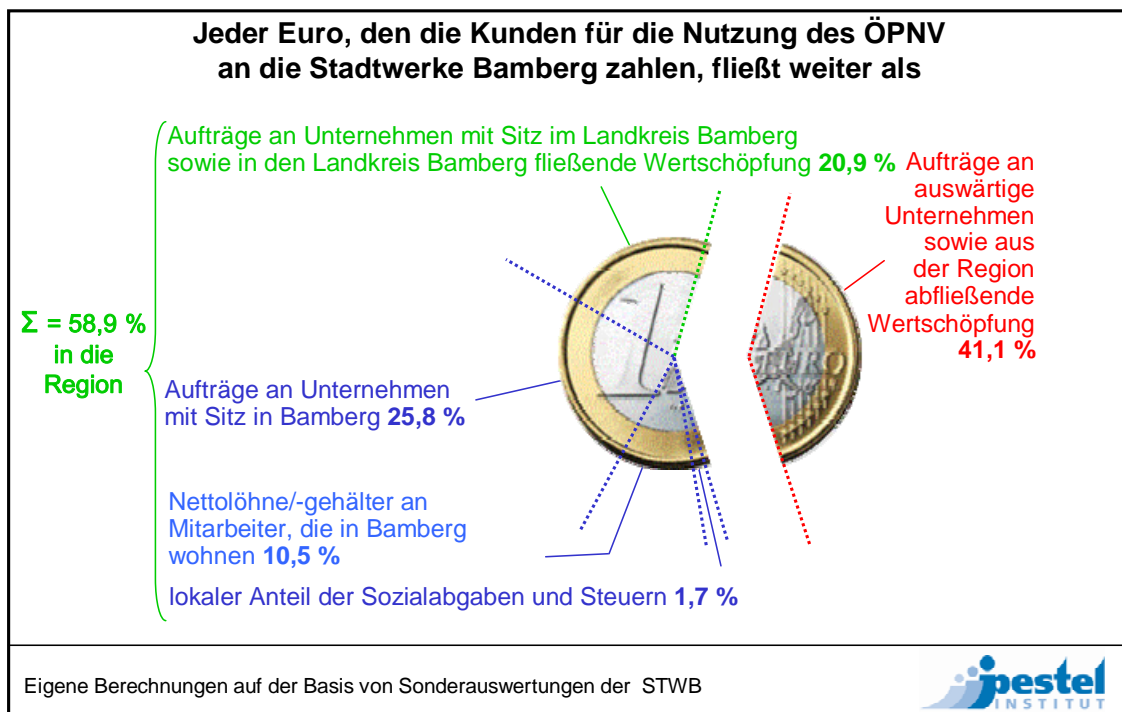 Jeder Euro, den die Kunden für die Nutzung des ÖPNV
an die Stadtwerke Bamberg zahlen, fließt weiter als
Aufträge an Unternehmen mit Sitz im Landkreis Bamberg
sowie in den Landkreis Bamberg fließende Wertschöpfung 20,9 %
Aufträge an
auswärtige
Unternehmen
sowie aus
der Region
abfließende
Wertschöpfung
41,1 %
Σ = 58,9 %
in die
Region
1
EURO
Aufträge an Unternehmen
mit Sitz in Bamberg 25,8 %
Nettolöhne/-gehälter an
Mitarbeiter, die in Bamberg
wohnen 10,5 %
lokaler Anteil der Sozialabgaben und Steuern 1,7 %
Eigene Berechnungen auf der Basis von Sonderauswertungen der STWB
pestel
INSTITUT